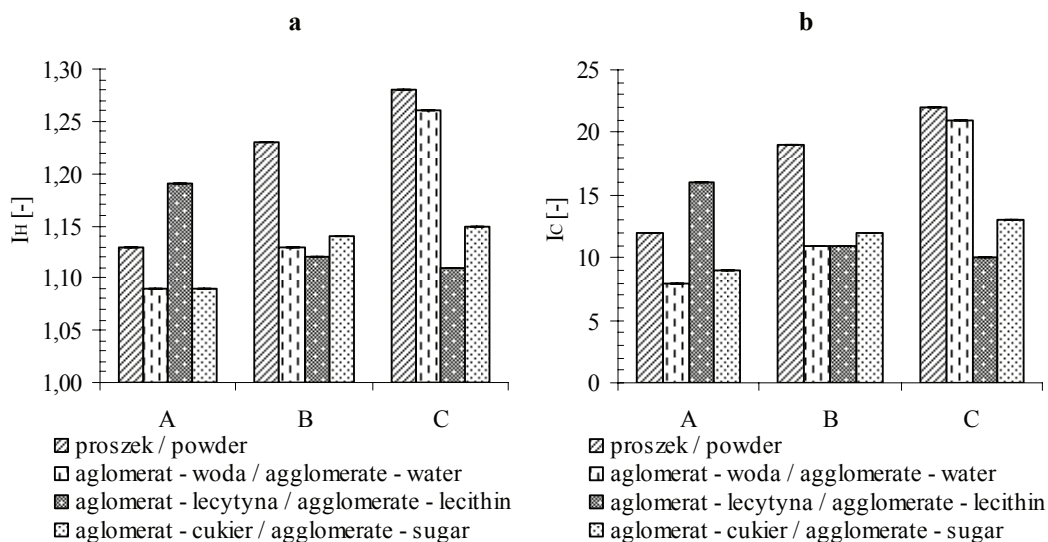 a
IH [-]
1,30
1,25
1,20
1,15
1,10
1,05
1,00
A B C
proszek / powder
aglomerat - woda / agglomerate - water
aglomerat - lecytyna / agglomerate - lecithin
aglomerat - cukier / agglomerate - sugar
b
IC [-]
25
20
15
10
5
0
A B C
proszek / powder
aglomerat - woda / agglomerate - water
aglomerat - lecytyna / agglomerate - lecithin
aglomerat - cukier / agglomerate - sugar